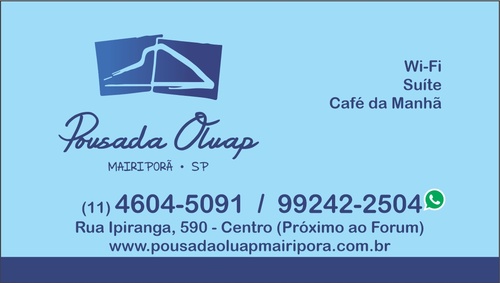 Wi-Fi
Suíte
Café da Manhã
Pousada Oluap
MAIRIPORÃ • SP
(11) 4604-5091 / 99242-2504
Rua Ipiranga, 590 - Centro (Próximo ao Forum)
www.pousadaoluapmairipora.com.br